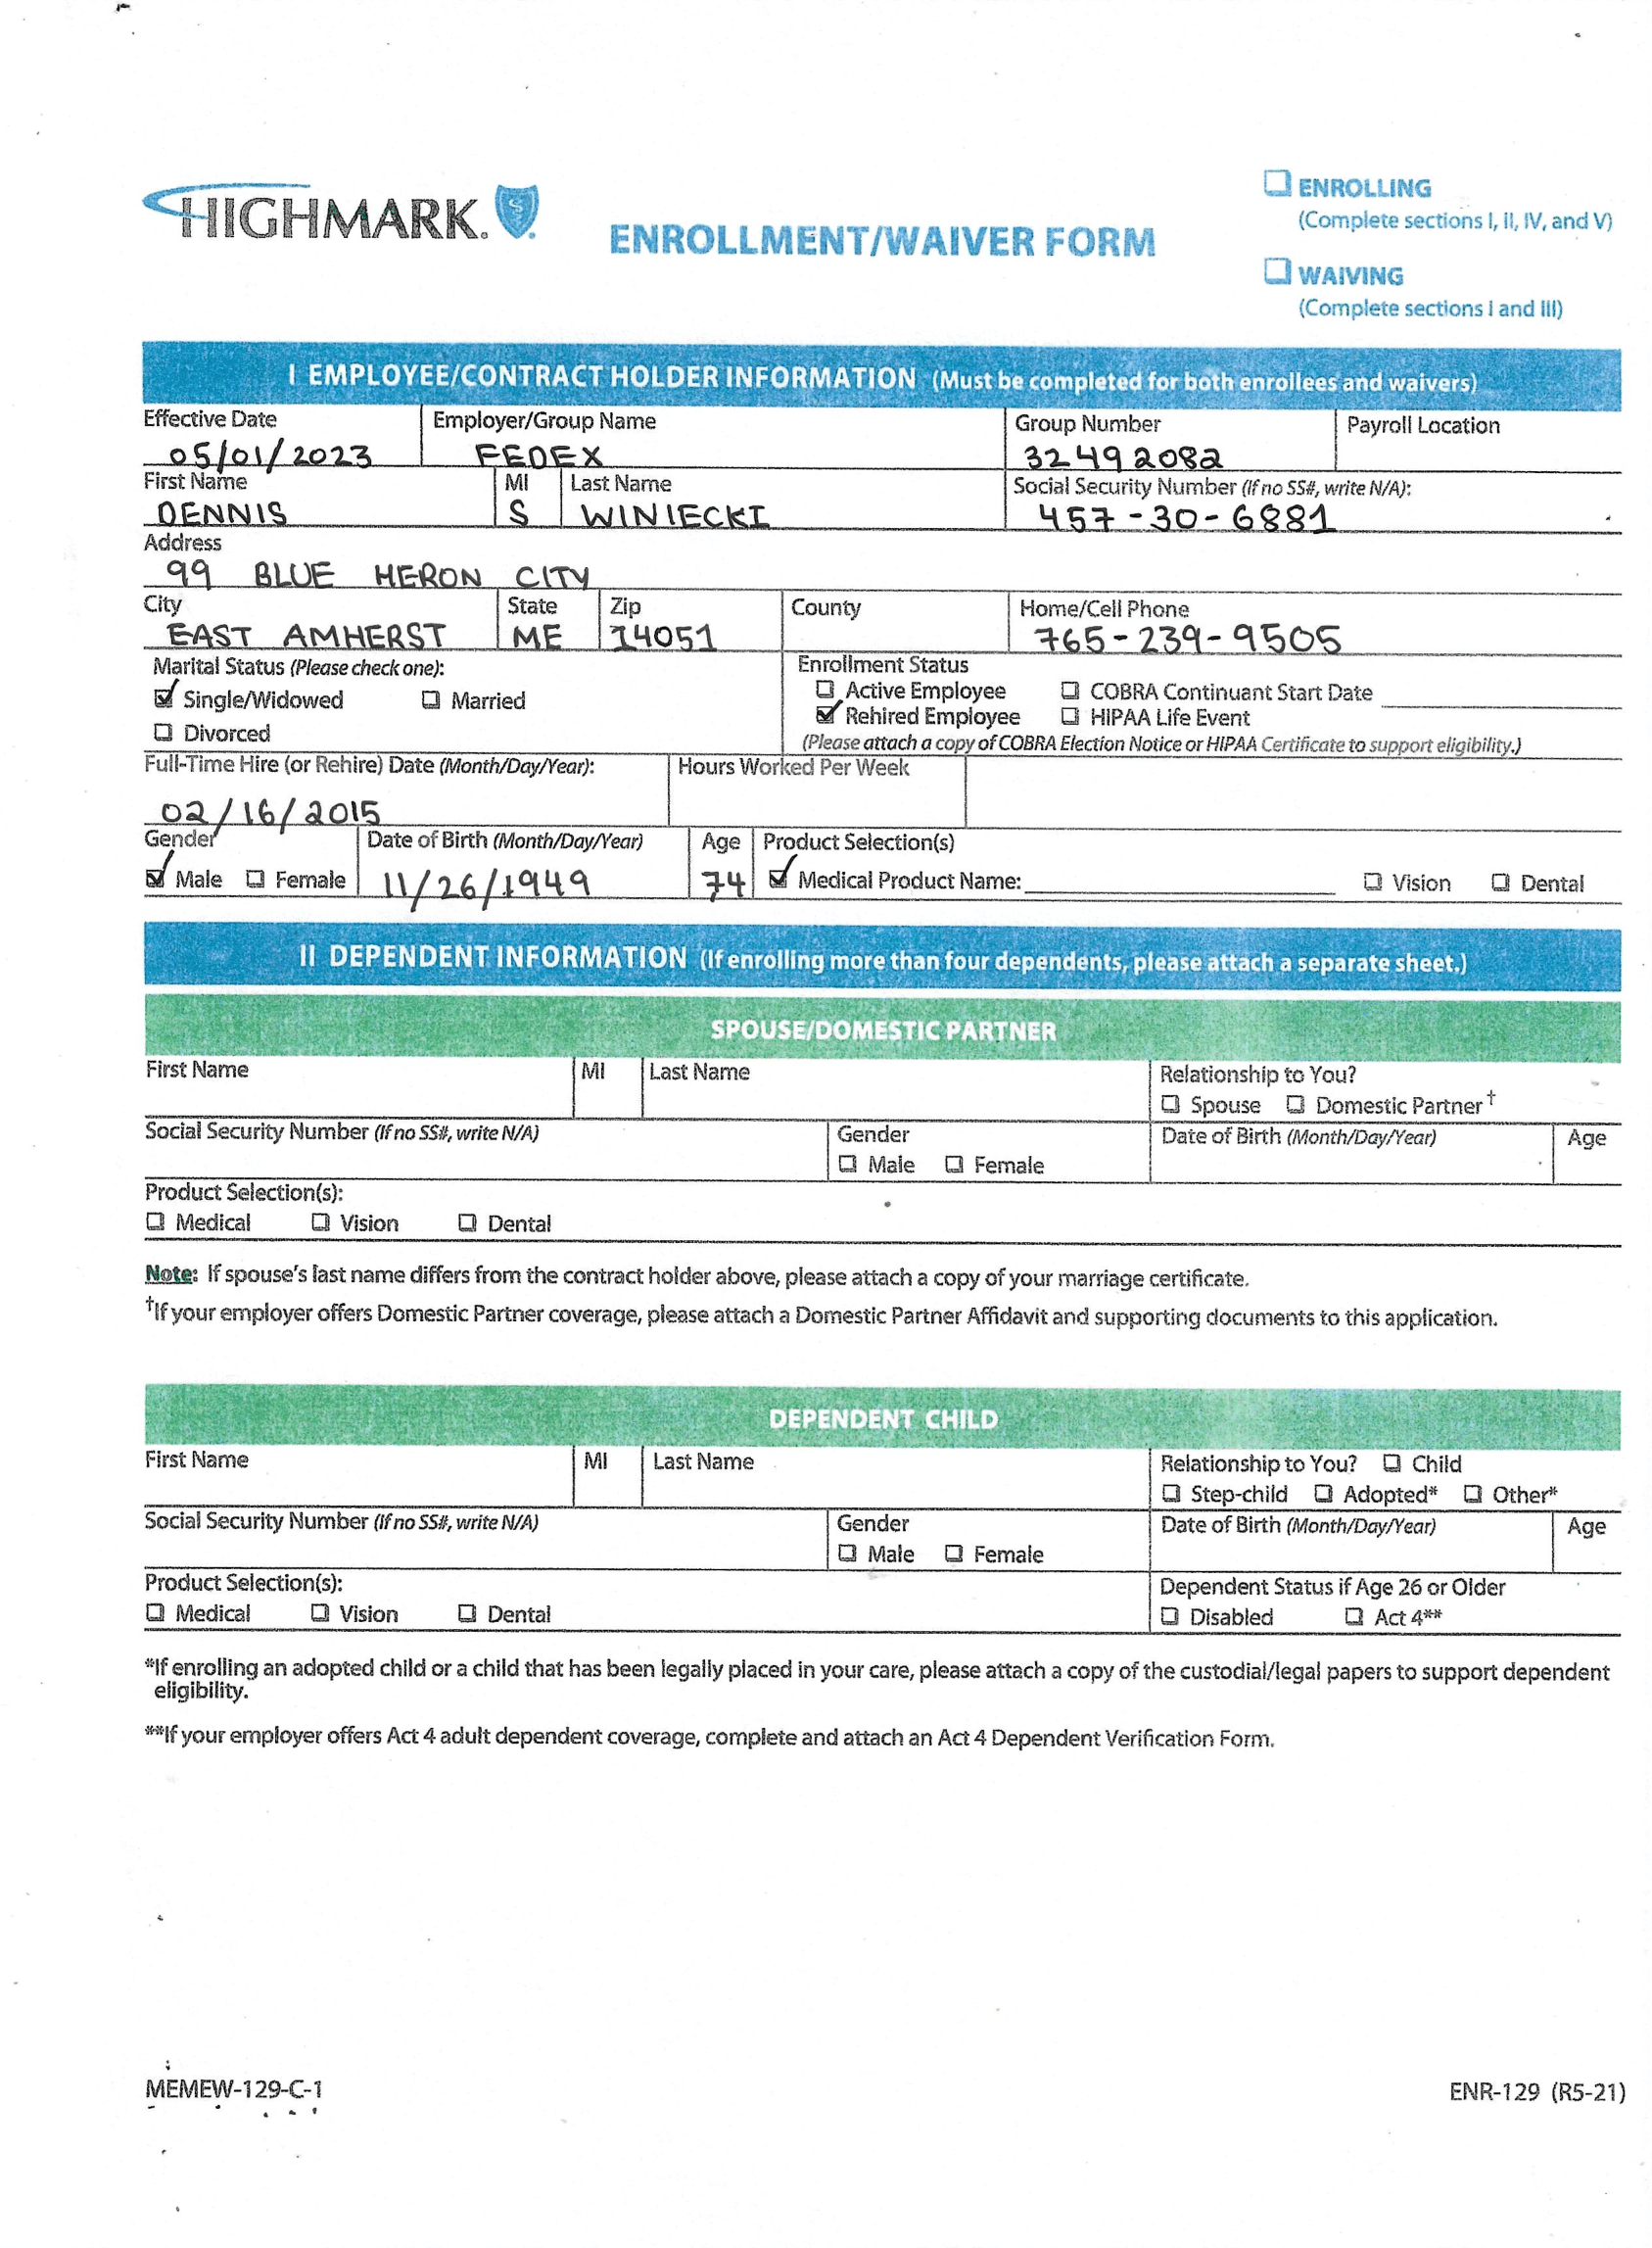 HIGHMARK.
ENROLLMENT/WAIVER FORM
☐ ENROLLING
(Complete sections I, II, IV, and V)
☐ WAIVING
(Complete sections I and III)
I EMPLOYEE/CONTRACT HOLDER INFORMATION (Must be completed for both enrollees and waivers)
Effective Date Employer/Group Name Group Number Payroll Location
05/01/2023 FEDEX 32492082
First Name MI Last Name Social Security Number (If no SS#, write N/A):
DENNIS S WINIECKI 457-30-6881
Address
99 BLUE HERON CITY
City State Zip County Home/Cell Phone
EAST AMHERST ME 14051 765-239-9505
Marital Status (Please check one): Enrollment Status
☑ Single/Widowed ☐ Married ☐ Active Employee ☐ COBRA Continuant Start Date
☐ Divorced ☑ Rehired Employee ☐ HIPAA Life Event
(Please attach a copy of COBRA Election Notice or HIPAA Certificate to support eligibility.)
Full-Time Hire (or Rehire) Date (Month/Day/Year): Hours Worked Per Week
02/16/2015
Gender Date of Birth (Month/Day/Year) Age Product Selection(s)
☑ Male ☐ Female 11/26/1949 74 ☑ Medical Product Name: ☐ Vision ☐ Dental
II DEPENDENT INFORMATION (If enrolling more than four dependents, please attach a separate sheet.)
SPOUSE/DOMESTIC PARTNER
First Name MI Last Name Relationship to You?
☐ Spouse ☐ Domestic Partner†
Social Security Number (If no SS#, write N/A) Gender Date of Birth (Month/Day/Year) Age
☐ Male ☐ Female
Product Selection(s):
☐ Medical ☐ Vision ☐ Dental
Note: If spouse's last name differs from the contract holder above, please attach a copy of your marriage certificate.
†If your employer offers Domestic Partner coverage, please attach a Domestic Partner Affidavit and supporting documents to this application.
DEPENDENT CHILD
First Name MI Last Name Relationship to You? ☐ Child
☐ Step-child ☐ Adopted* ☐ Other*
Social Security Number (If no SS#, write N/A) Gender Date of Birth (Month/Day/Year) Age
☐ Male ☐ Female
Product Selection(s): Dependent Status if Age 26 or Older
☐ Medical ☐ Vision ☐ Dental ☐ Disabled ☐ Act 4**
*If enrolling an adopted child or a child that has been legally placed in your care, please attach a copy of the custodial/legal papers to support dependent
eligibility.
**If your employer offers Act 4 adult dependent coverage, complete and attach an Act 4 Dependent Verification Form.
MEMEW-129-C-1 ENR-129 (R5-21)